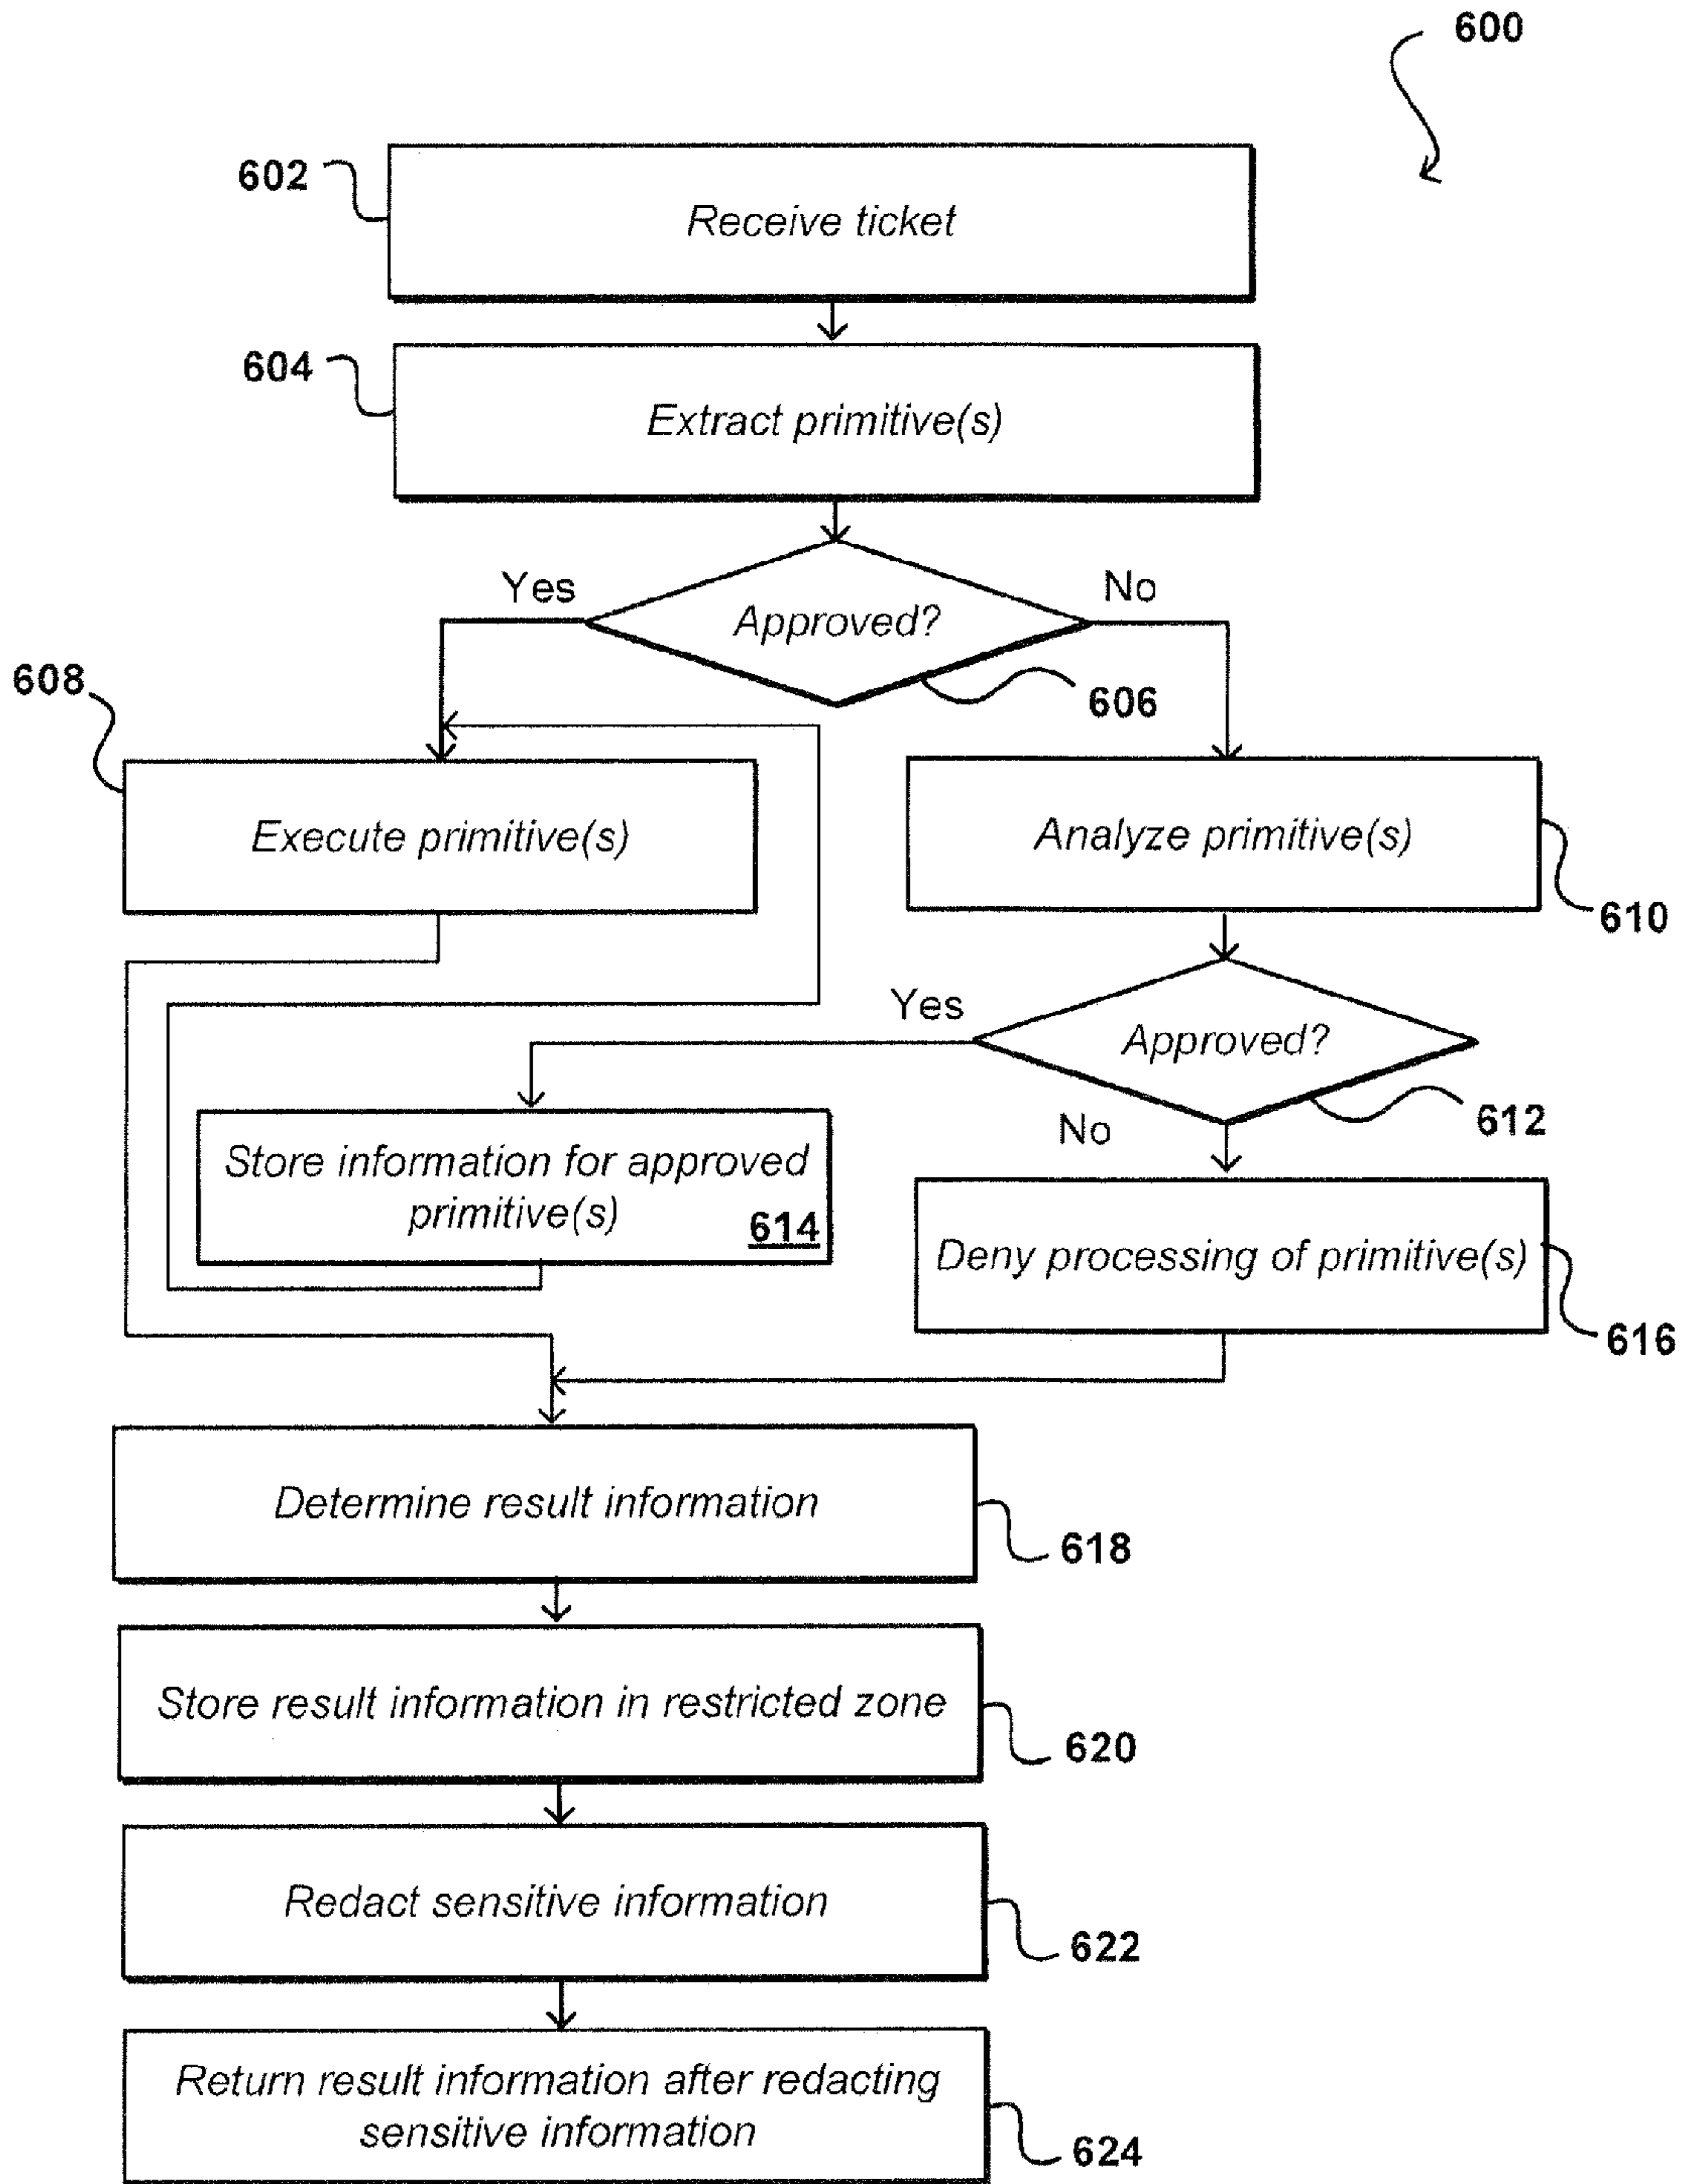 600
602
Receive ticket
604
Extract primitive(s)
Yes
Approved?
No
606
608
Execute primitive(s)
Analyze primitive(s)
610
Yes
Approved?
612
No
Store information for approved
primitive(s)
614
Deny processing of primitive(s)
616
Determine result information
618
Store result information in restricted zone
620
Redact sensitive information
622
Return result information after redacting
sensitive information
624